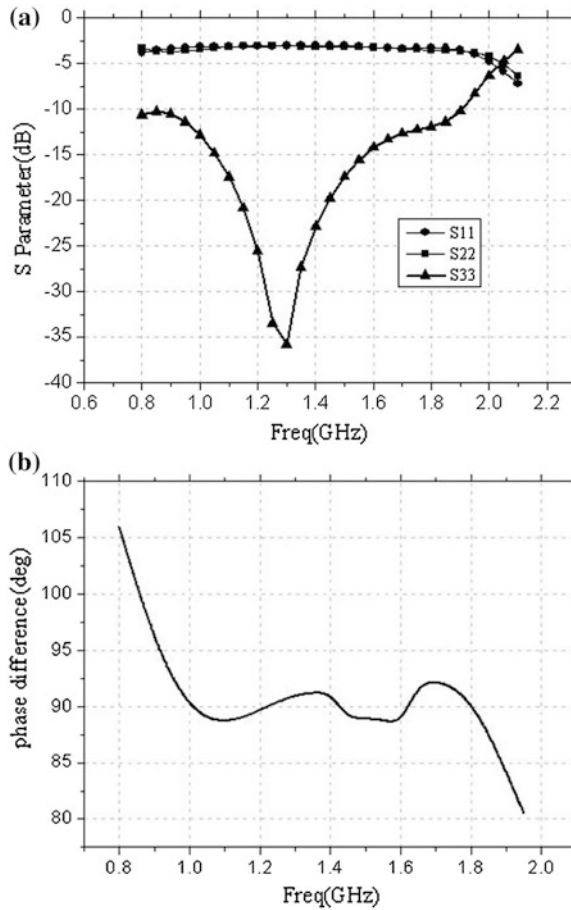 (a)
0
-5
-10
-15
-20
-25
-30
-35
-40
S Parameter(dB)
S11
S22
S33
0.6 0.8 1.0 1.2 1.4 1.6 1.8 2.0 2.2
Freq(GHz)
(b)
110
105
100
95
90
85
80
phase difference(deg)
0.8 1.0 1.2 1.4 1.6 1.8 2.0
Freq(GHz)